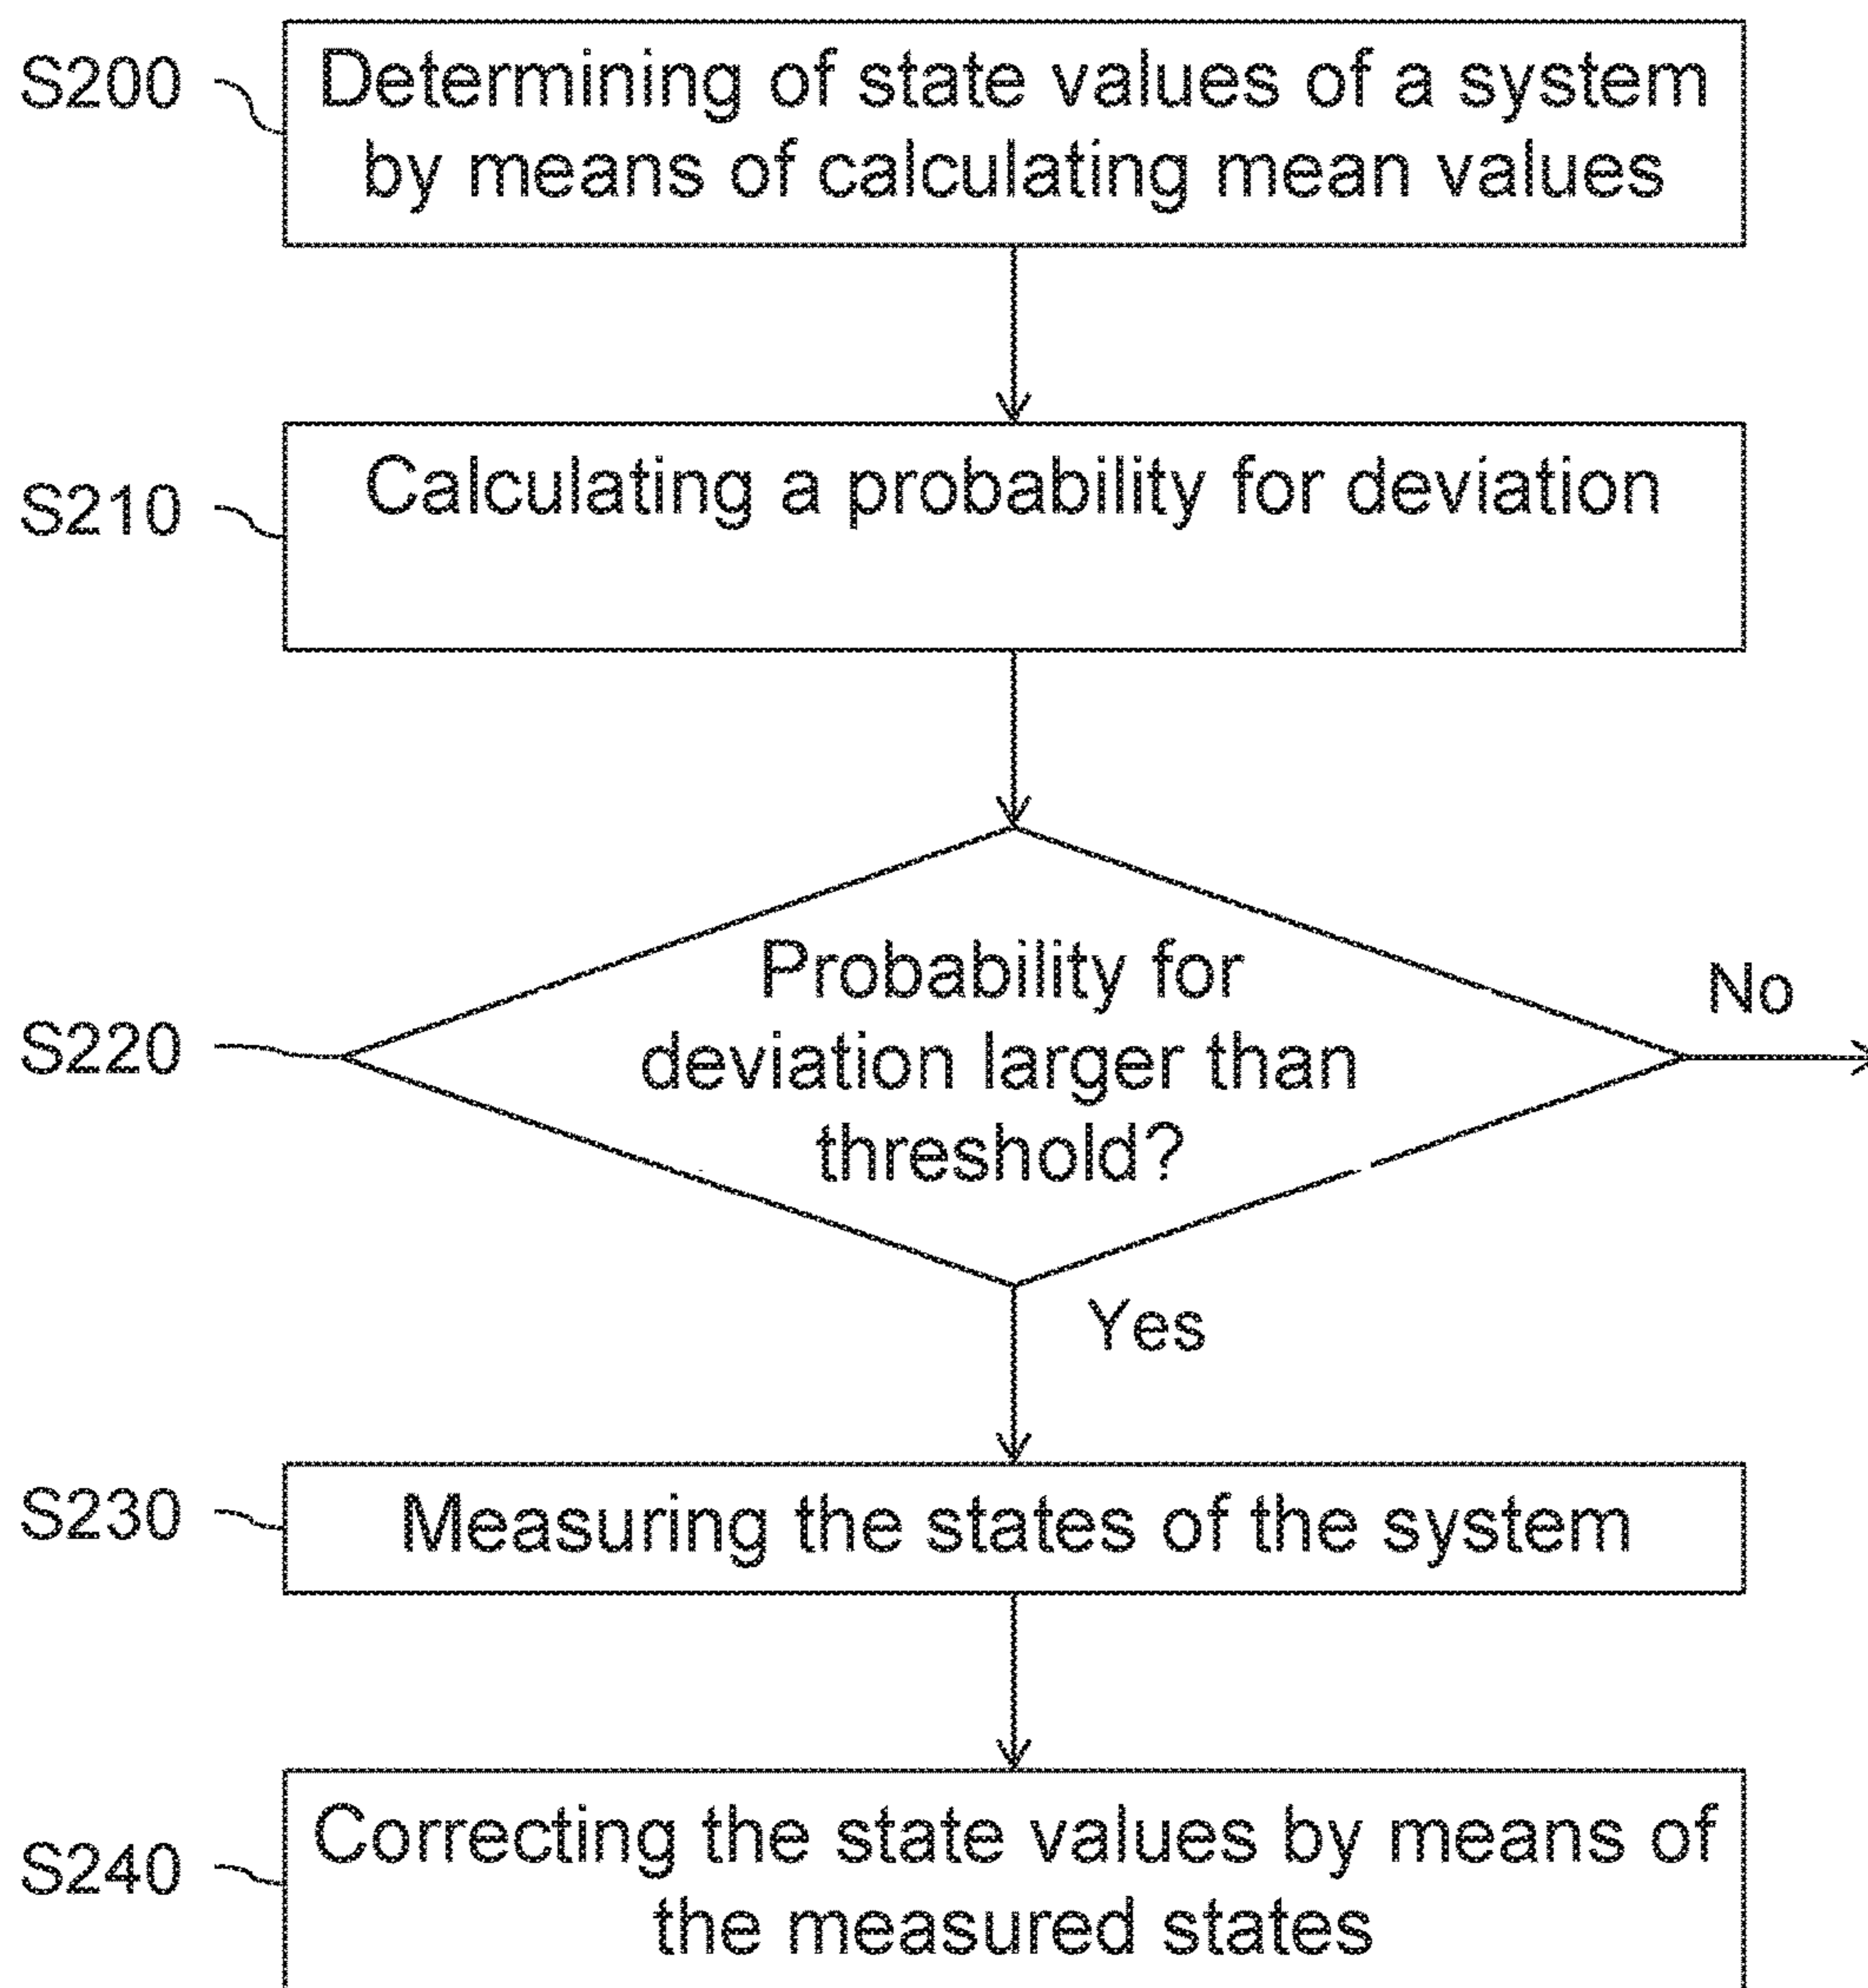 S200
Determining of state values of a system
by means of calculating mean values
S210
Calculating a probability for deviation
S220
Probability for
deviation larger than
threshold?
No
Yes
S230
Measuring the states of the system
S240
Correcting the state values by means of
the measured states